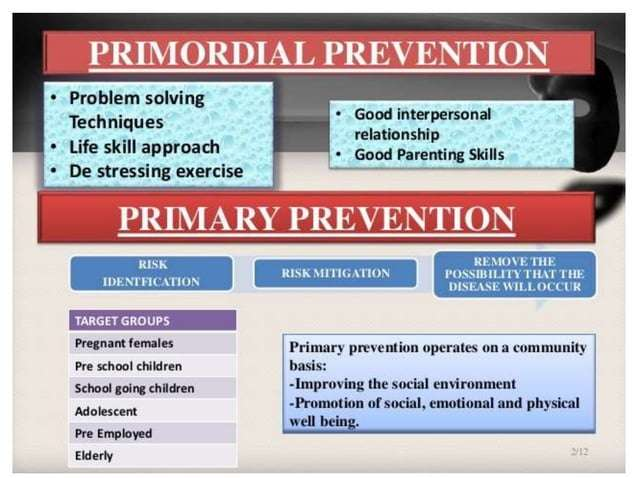 PRIMORDIAL PREVENTION
• Problem solving
Techniques
• Life skill approach
• De stressing exercise
• Good interpersonal
relationship
• Good Parenting Skills
PRIMARY PREVENTION
RISK
IDENTFICATION
RISK MITIGATION
REMOVE THE
POSSIBILITY THAT THE
DISEASE WILL OCCUR
TARGET GROUPS
Pregnant females
Pre school children
School going children
Adolescent
Pre Employed
Elderly
Primary prevention operates on a community
basis:
-Improving the social environment
-Promotion of social, emotional and physical
well being.
2/12